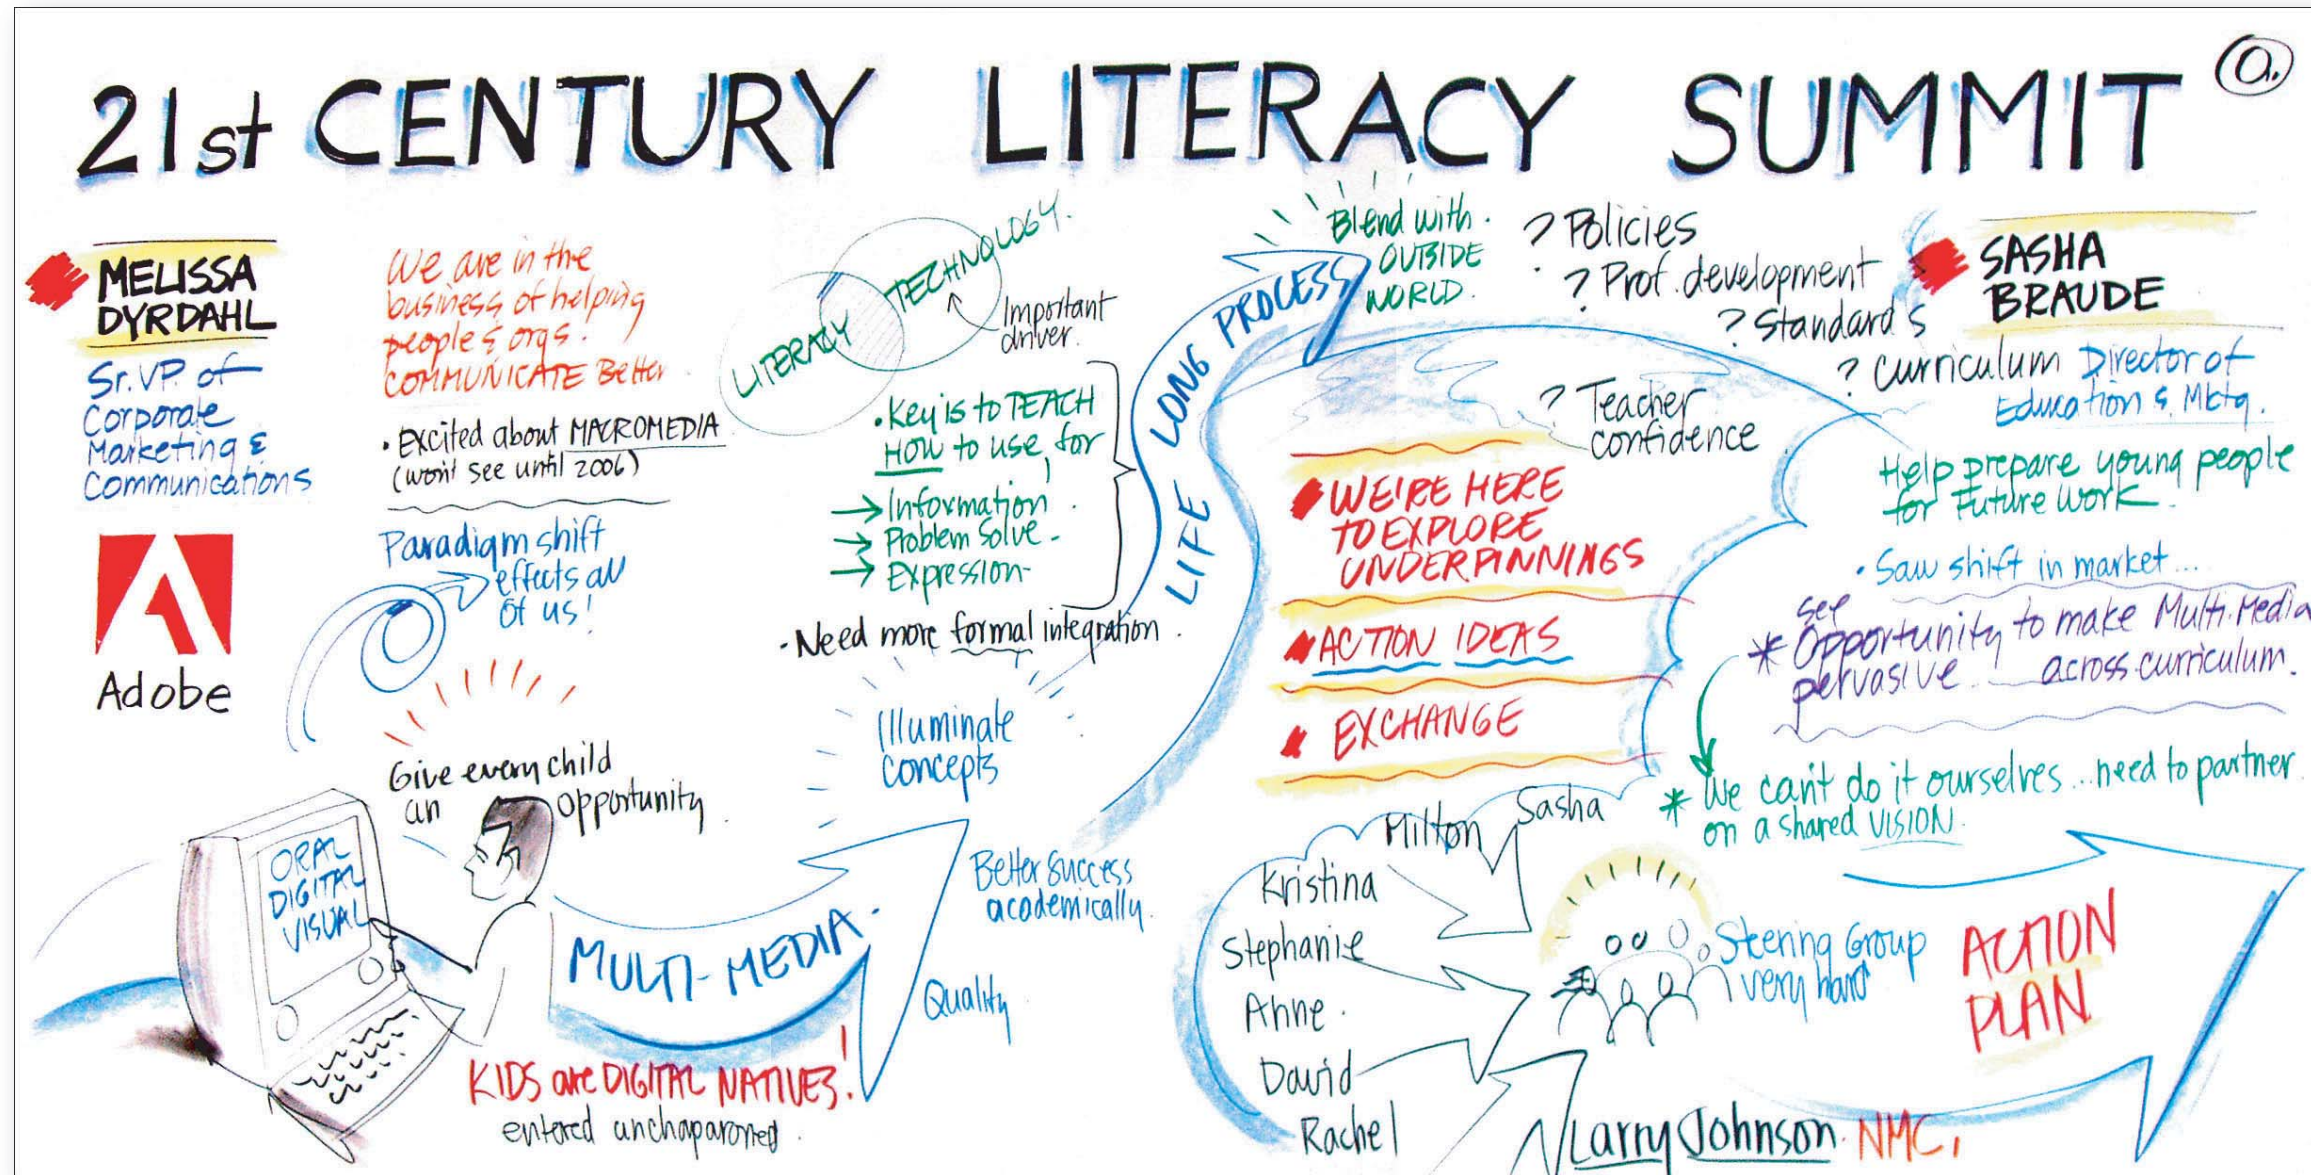 21st CENTURY LITERACY SUMMIT
O.
MELISSA
DYRDAHL
Sr. VP. of
Corporate
Marketing &
Communications
Adobe
We are in the
business of helping
people & orgs.
COMMUNICATE Better
• Excited about MACROMEDIA
(won't see until 2006)
Paradigm shift
effects all
of us!
Give every child
an opportunity
ORAL
DIGITAL
VISUAL
MULTI-MEDIA.
KIDS are DIGITAL NATIVES!
entered unchaparoned.
LITERACY
TECHNOLOGY.
Important
driver.
• Key is to TEACH
HOW to use, for
→ Information.
→ Problem Solve-
→ Expression-
• Need more formal integration.
Illuminate
concepts
Better success
academically.
Quality
LIFE LONG PROCESS
Blend with.
OUTSIDE
WORLD.
? Policies
? Prof. development
? Standards
? Curriculum
? Teacher
confidence
WE'RE HERE
TO EXPLORE
UNDERPINNINGS
ACTION IDEAS
EXCHANGE
SASHA
BRAUDE
Director of
Education & Mktg.
Help prepare young people
for Future Work.
• Saw shift in market...
see
* Opportunity to make Multi-Media
pervasive... across curriculum.
* We can't do it ourselves...need to partner
on a shared VISION.
Milton
Sasha
Kristina
Stephanie
Anne.
David
Rachel
Larry Johnson. NMC,
Steering Group
very hard
ACTION
PLAN